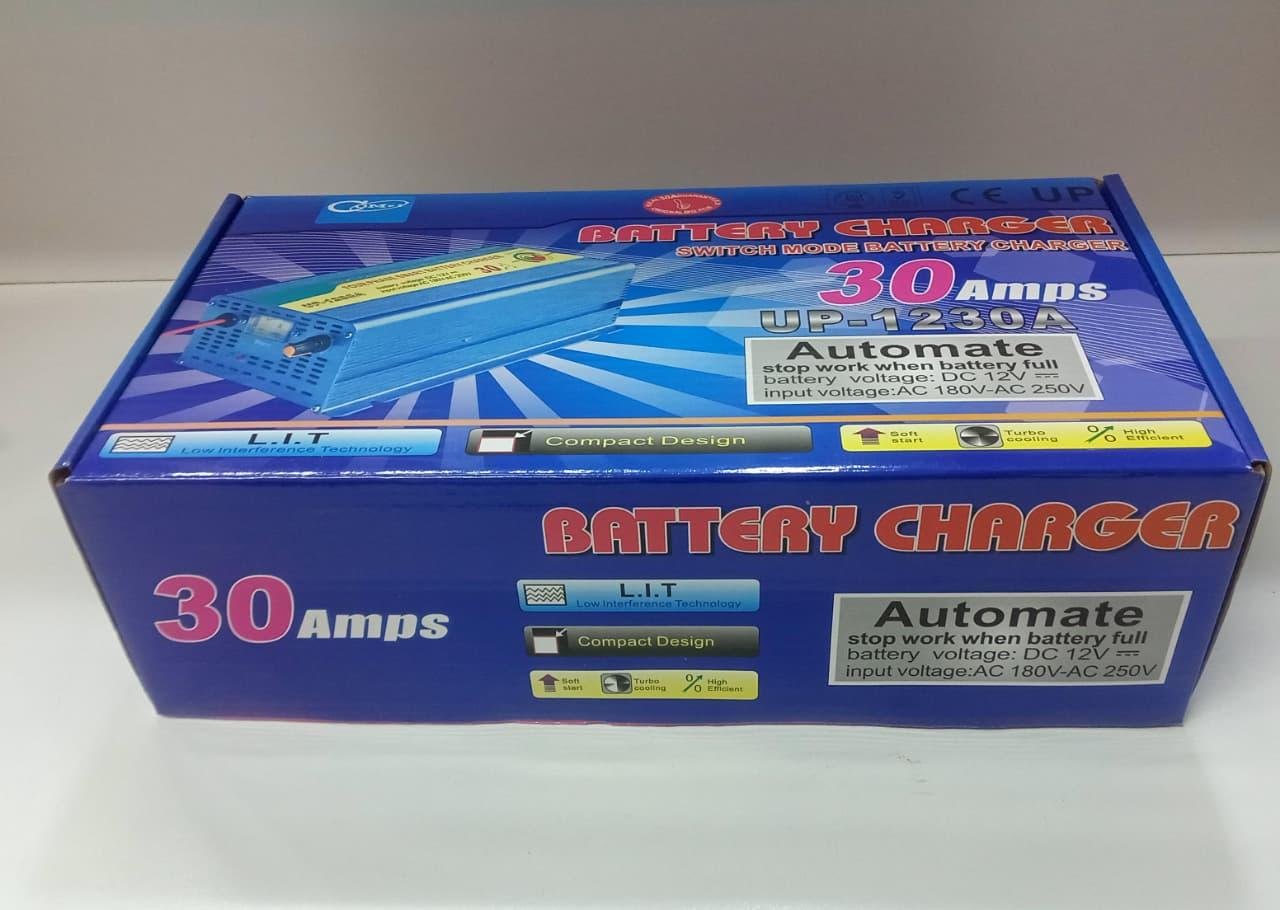 CE UP
BATTERY CHARGER
SWITCH MODE BATTERY CHARGER
30 Amps
UP-1230A
Automate
stop work when battery full
battery voltage: DC 12V
input voltage:AC 180V-AC 250V
30
L.I.T
Low Interference Technology
Compact Design
Soft start
Turbo cooling
High Efficient
BATTERY CHARGER
30 Amps
L.I.T
Low Interference Technology
Compact Design
Soft start
Turbo cooling
High Efficient
Automate
stop work when battery full
battery voltage: DC 12V
input voltage:AC 180V-AC 250V